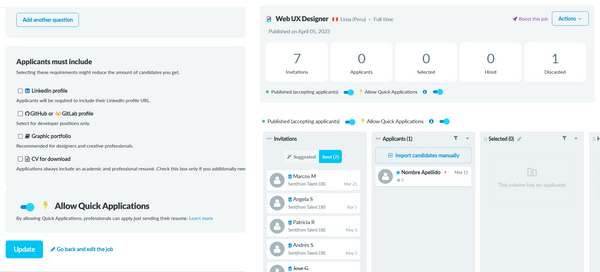 Add another question
Applicants must include
Selecting these requirements might reduce the amount of candidates you get.
LinkedIn profile
Applicants will be required to include their LinkedIn profile URL.
GitHub or GitLab profile
Select for developer positions only.
Graphic portfolio
Recommended for designers and creative professionals.
CV for download
Applications always include an academic and professional resumé. Check this box only if you additionally nee
Allow Quick Applications
By allowing Quick Applications, professionals can apply just sending their resume. Learn more
Update
Go back and edit the job
Web UX Designer
Lima (Peru) • Full time
Boost this job
Actions
Published on April 05, 2023
7 0 0 0 1
Invitations Applicants Selected Hired Discarded
Published (accepting applicants) Allow Quick Applications
Published (accepting applicants) Allow Quick Applications
Invitations Applicants (1) Selected (0) H
Suggested Sent (7)
Import candidates manually
Marcos M
Sent from Talent DB Mar 21
Nombre Apellido May 11
0
This column has no applicants
Angela S
Sent from Talent DB Apr 5
Patricia R
Sent from Talent DB May 5
Andrés S
Sent from Talent DB May 5
Jose G